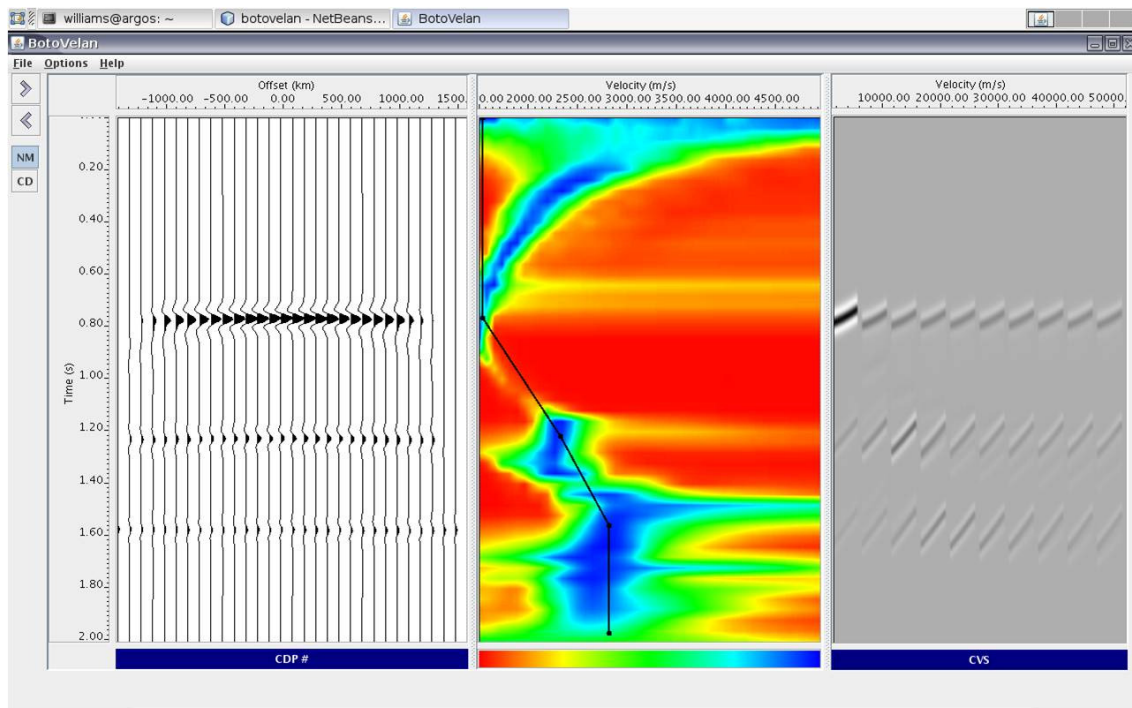 williams@argos: ~ botovelan - NetBeans... BotoVelan
BotoVelan
File Options Help
Offset (km) Velocity (m/s) Velocity (m/s)
-1000.00 -500.00 0.00 500.00 1000.00 1500. 0.00 2000.00 2500.00 3000.00 4000.00 4500.00 10000.00 20000.00 30000.00 40000.00 50000.
NM
CD
0.20
0.40
0.60
0.80
1.00
Time (s)
1.20
1.40
1.60
1.80
2.00
CDP # CVS